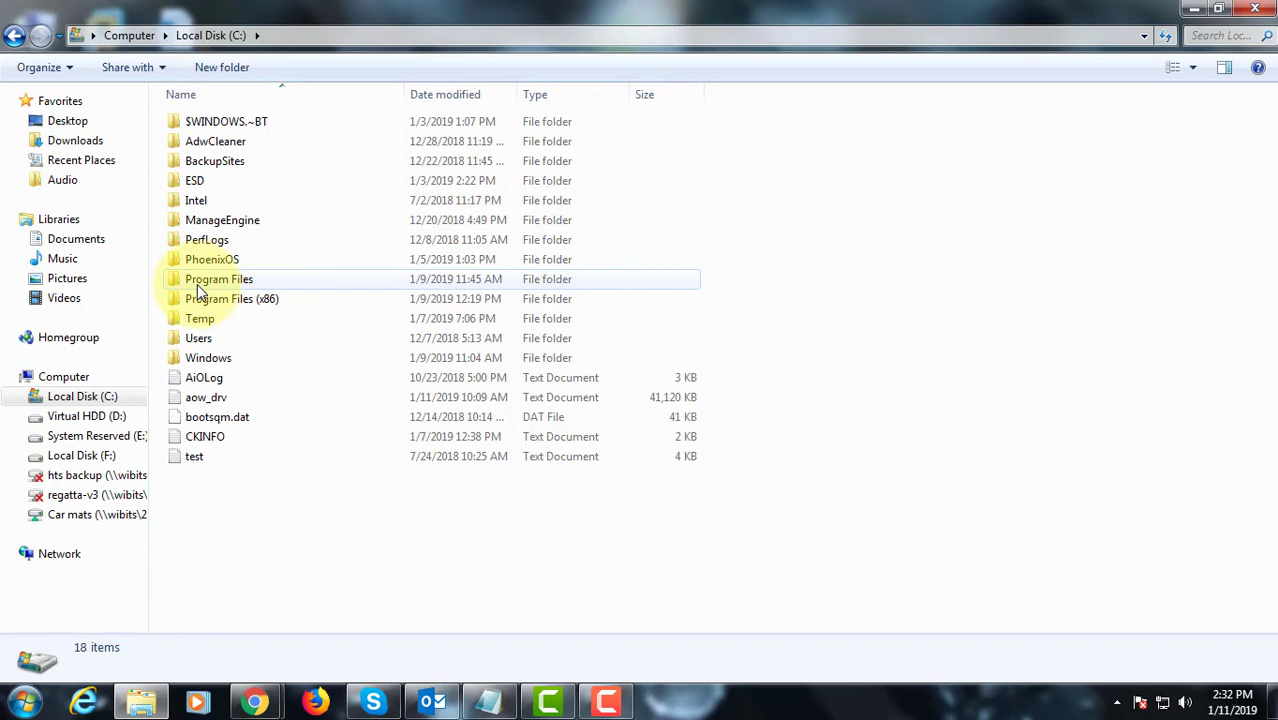 Computer Local Disk (C:) Search Loc...
Organize Share with New folder
Name Date modified Type Size
Favorites
Desktop
Downloads
Recent Places
Audio
Libraries
Documents
Music
Pictures
Videos
Homegroup
Computer
Local Disk (C:)
Virtual HDD (D:)
System Reserved (E:
Local Disk (F:)
hts backup (\\wibits
regatta-v3 (\\wibits
Car mats (\\wibits\2
Network
$WINDOWS.~BT 1/3/2019 1:07 PM File folder
AdwCleaner 12/28/2018 11:19 ... File folder
BackupSites 12/22/2018 11:45 ... File folder
ESD 1/3/2019 2:22 PM File folder
Intel 7/2/2018 11:17 PM File folder
ManageEngine 12/20/2018 4:49 PM File folder
PerfLogs 12/8/2018 11:05 AM File folder
PhoenixOS 1/5/2019 1:03 PM File folder
Program Files 1/9/2019 11:45 AM File folder
Program Files (x86) 1/9/2019 12:19 PM File folder
Temp 1/7/2019 7:06 PM File folder
Users 12/7/2018 5:13 AM File folder
Windows 1/9/2019 11:04 AM File folder
AiOLog 10/23/2018 5:00 PM Text Document 3 KB
aow_drv 1/11/2019 10:09 AM Text Document 41,120 KB
bootsqm.dat 12/14/2018 10:14 ... DAT File 41 KB
CKINFO 1/7/2019 12:38 PM Text Document 2 KB
test 7/24/2018 10:25 AM Text Document 4 KB
18 items
2:32 PM
1/11/2019